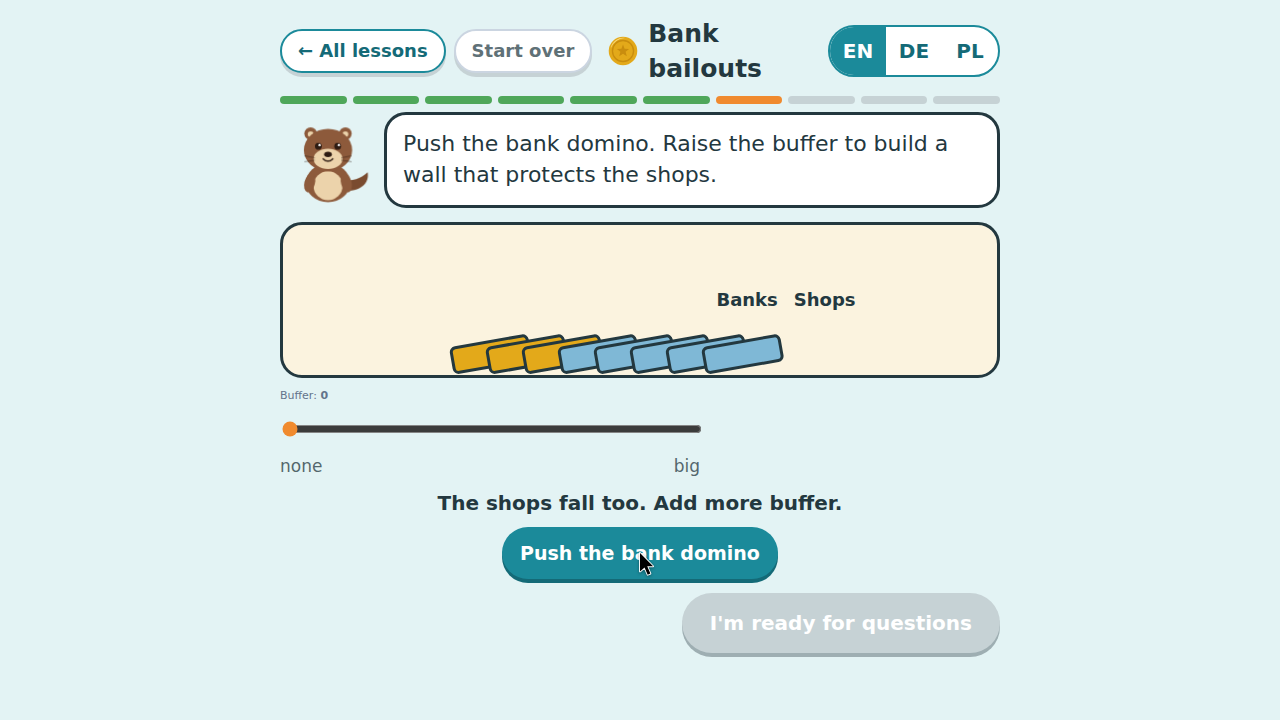 ← All lessons
Start over
Bank
bailouts
EN DE PL
Push the bank domino. Raise the buffer to build a
wall that protects the shops.
Banks Shops
Buffer: 0
none big
The shops fall too. Add more buffer.
Push the bank domino
I'm ready for questions